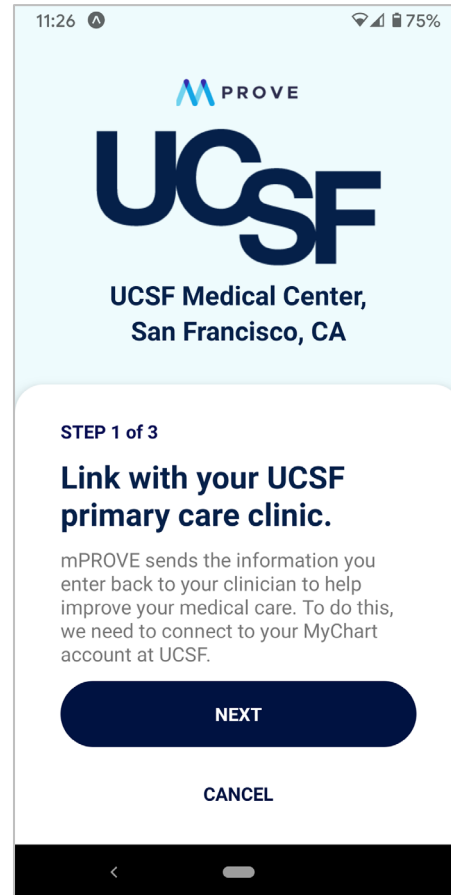 11:26 75%
M PROVE
UCSF
UCSF Medical Center,
San Francisco, CA
STEP 1 of 3
Link with your UCSF
primary care clinic.
mPROVE sends the information you
enter back to your clinician to help
improve your medical care. To do this,
we need to connect to your MyChart
account at UCSF.
NEXT
CANCEL